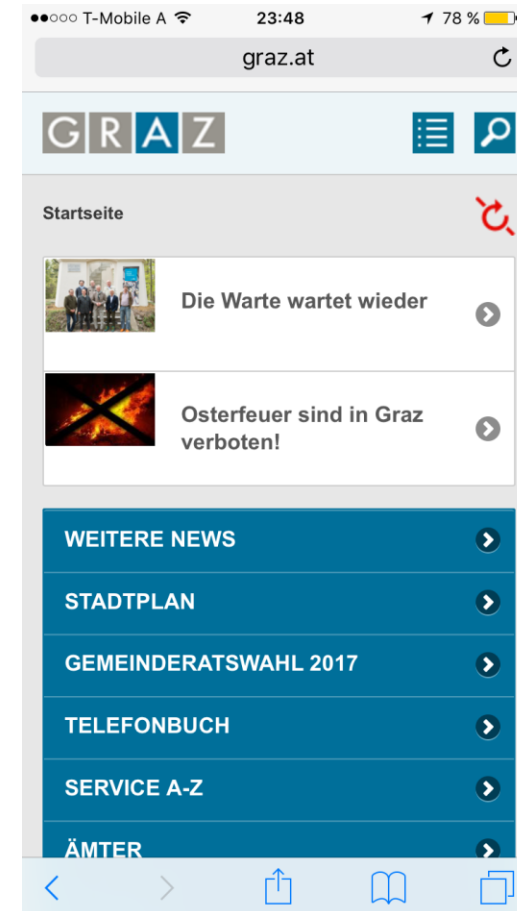 T-Mobile A 23:48 78 %
graz.at
GRAZ
Startseite
Die Warte wartet wieder
Osterfeuer sind in Graz
verboten!
WEITERE NEWS
STADTPLAN
GEMEINDERATSWAHL 2017
TELEFONBUCH
SERVICE A-Z
ÄMTER